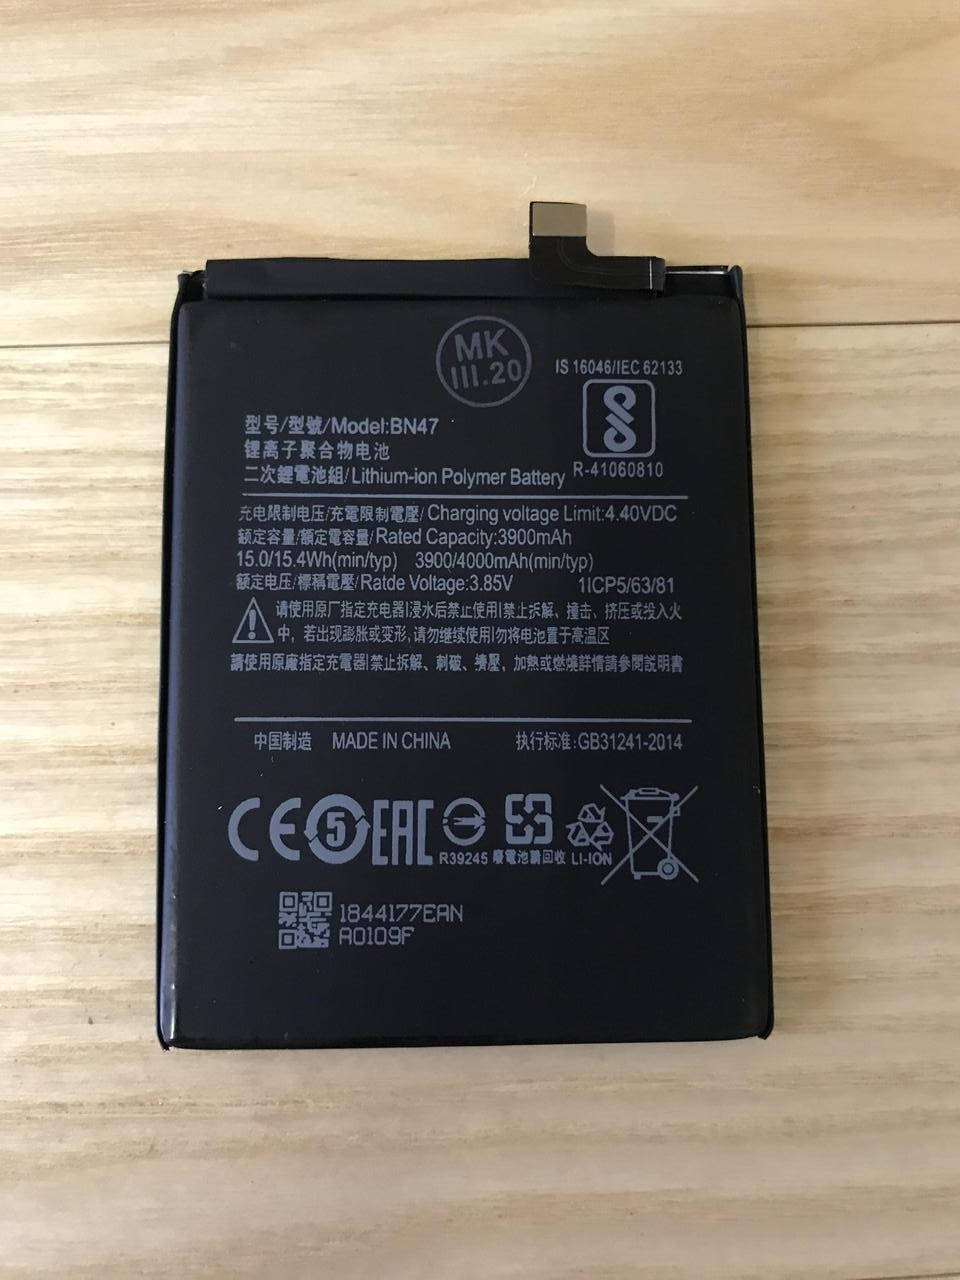 MK
III.20
IS 16046/IEC 62133
R-41060810
型号/型號/Model:BN47
锂离子聚合物电池
二次鋰電池組/Lithium-ion Polymer Battery
充电限制电压/充電限制電壓/Charging voltage Limit:4.40VDC
额定容量/額定電容量/Rated Capacity:3900mAh
15.0/15.4Wh(min/typ) 3900/4000mAh(min/typ)
额定电压/標稱電壓/Ratde Voltage:3.85V 1ICP5/63/81
请使用原厂指定充电器|浸水后禁止使用|禁止拆解、撞击、挤压或投入火
中，若出现膨胀或变形,请勿继续使用|勿将电池置于高温区
請使用原廠指定充電器|禁止拆解、刺破、擠壓，加熱或燃燒詳情請參閱説明書
中国制造 MADE IN CHINA 执行标准:GB31241-2014
CE 5 EAC
R39245 廢電池請回收 LI-ION
1844177EAN
A0109F